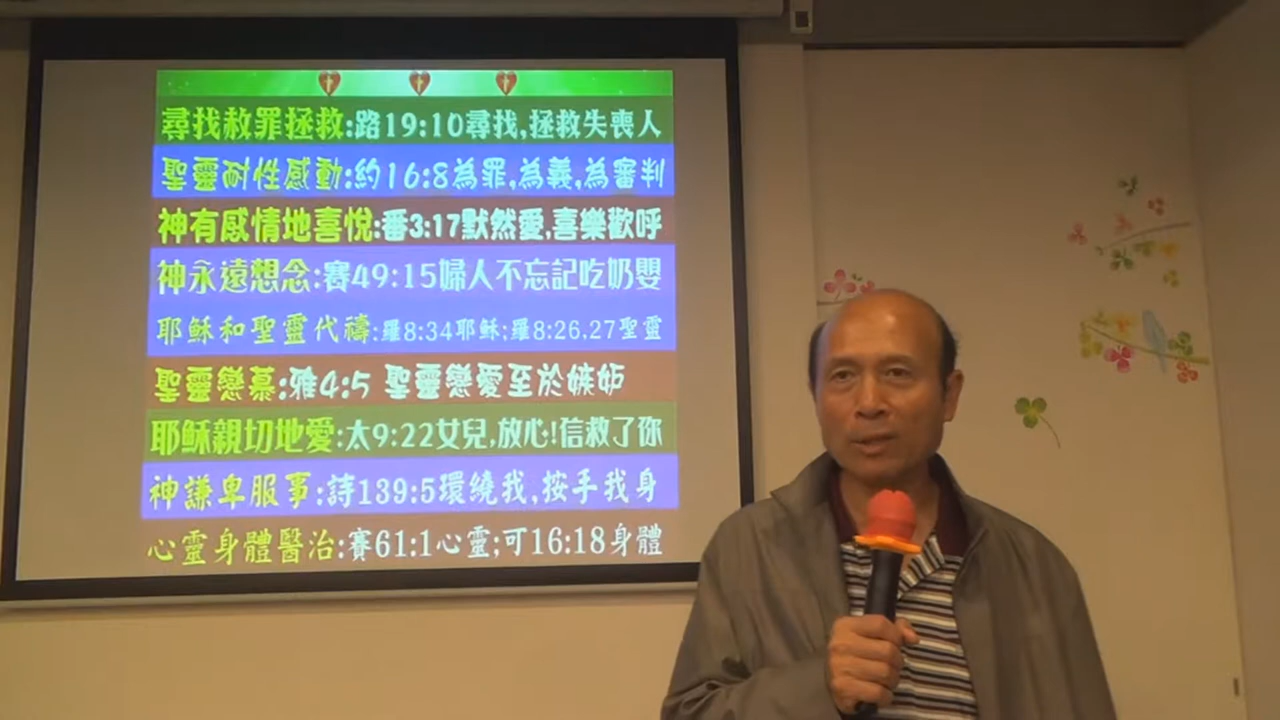 尋找赦罪拯救:路19:10尋找,拯救失喪人
聖靈耐性感動:約16:8為罪,為義,為審判
神有感情地喜悅:番3:17默然愛,喜樂歡呼
神永遠想念:賽49:15婦人不忘記吃奶嬰
耶穌和聖靈代禱:羅8:34耶穌;羅8:26,27聖靈
聖靈戀慕:雅4:5 聖靈戀愛至於嫉妒
耶穌親切地愛:太9:22女兒,放心!信救了你
神謙卑服事:詩139:5環繞我,按手我身
心靈身體醫治:賽61:1心靈;可16:18身體